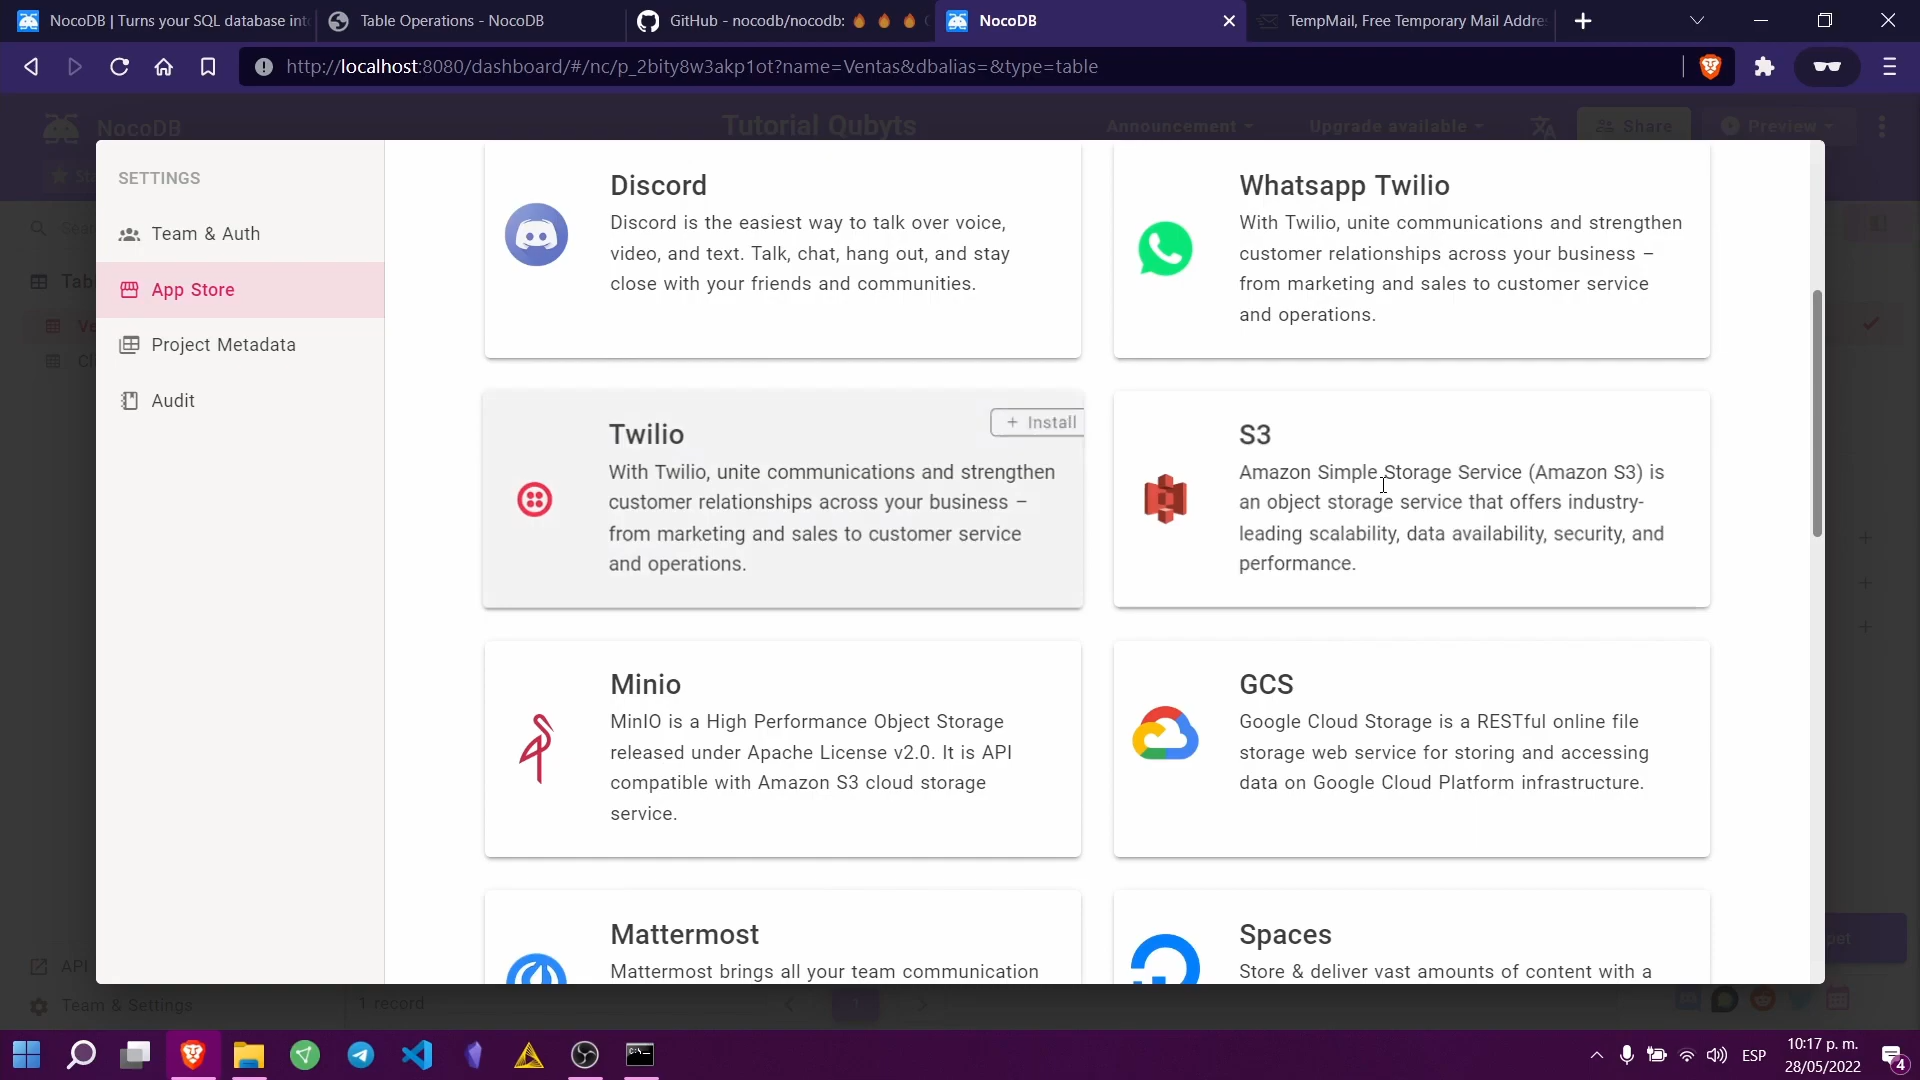 NocoDB | Turns your SQL database into
Table Operations - NocoDB
GitHub - nocodb/nocodb: 🔥 🔥 🔥 (
NocoDB
TempMail, Free Temporary Mail Addre
http://localhost:8080/dashboard/#/nc/p_2bity8w3akp1ot?name=Ventas&dbalias=&type=table
NocoDB
Tutorial Qubyts
Announcement
Upgrade available
Share
Preview
SETTINGS
Team & Auth
App Store
Project Metadata
Audit
Discord
Discord is the easiest way to talk over voice,
video, and text. Talk, chat, hang out, and stay
close with your friends and communities.
Whatsapp Twilio
With Twilio, unite communications and strengthen
customer relationships across your business –
from marketing and sales to customer service
and operations.
Twilio
+ Install
With Twilio, unite communications and strengthen
customer relationships across your business –
from marketing and sales to customer service
and operations.
S3
Amazon Simple Storage Service (Amazon S3) is
an object storage service that offers industry-
leading scalability, data availability, security, and
performance.
Minio
MinIO is a High Performance Object Storage
released under Apache License v2.0. It is API
compatible with Amazon S3 cloud storage
service.
GCS
Google Cloud Storage is a RESTful online file
storage web service for storing and accessing
data on Google Cloud Platform infrastructure.
Mattermost
Mattermost brings all your team communication
Spaces
Store & deliver vast amounts of content with a
API
Team & Settings
1 record
1
ESP
10:17 p. m.
28/05/2022
4